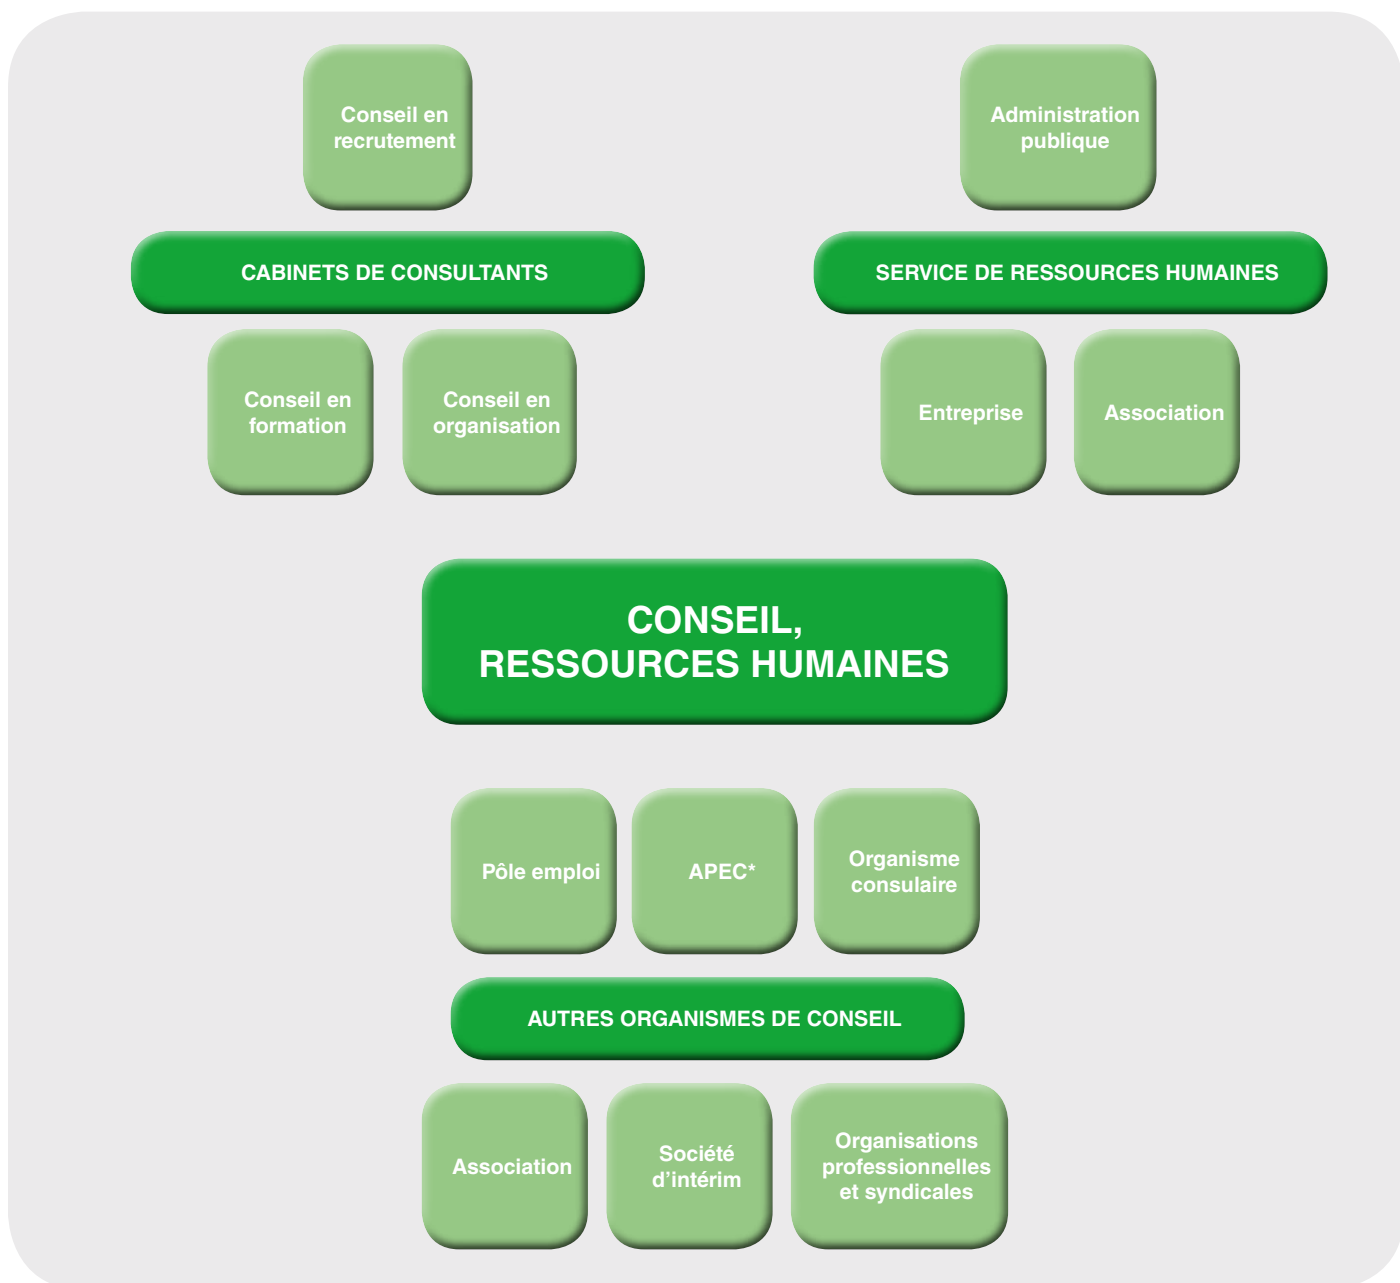 Conseil en
recrutement
Administration
publique
CABINETS DE CONSULTANTS
SERVICE DE RESSOURCES HUMAINES
Conseil en
formation
Conseil en
organisation
Entreprise
Association
CONSEIL,
RESSOURCES HUMAINES
Pôle emploi
APEC*
Organisme
consulaire
AUTRES ORGANISMES DE CONSEIL
Association
Société
d’intérim
Organisations
professionnelles
et syndicales